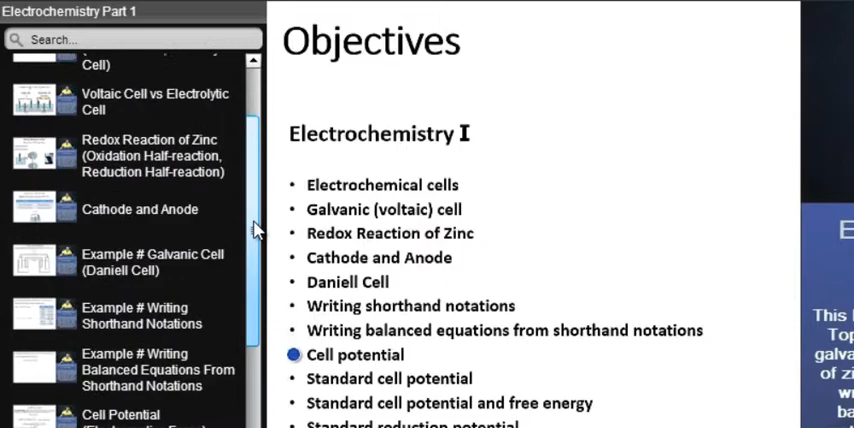 Electrochemistry Part 1
Search...
Cell)
Voltaic Cell vs Electrolytic
Cell
Redox Reaction of Zinc
(Oxidation Half-reaction,
Reduction Half-reaction)
Cathode and Anode
Example # Galvanic Cell
(Daniell Cell)
Example # Writing
Shorthand Notations
Example # Writing
Balanced Equations From
Shorthand Notations
Cell Potential
Objectives
Electrochemistry I
• Electrochemical cells
• Galvanic (voltaic) cell
• Redox Reaction of Zinc
• Cathode and Anode
• Daniell Cell
• Writing shorthand notations
• Writing balanced equations from shorthand notations
Cell potential
• Standard cell potential
• Standard cell potential and free energy
• Standard reduction potential
E
This
Top
galva
of zi
w
ba